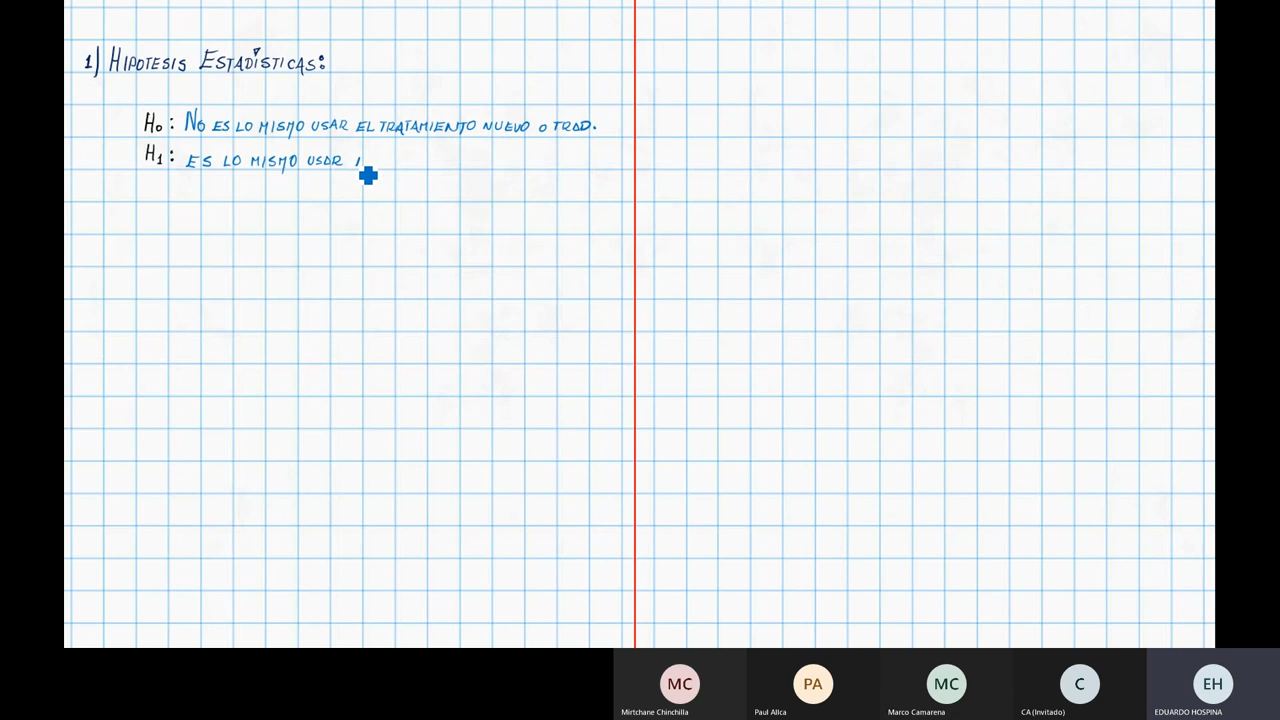 1) HIPOTESIS ESTADÍSTICAS:
H0: NO ES LO MISMO USAR EL TRATAMIENTO NUEVO O TRAD.
H1: ES LO MISMO USAR
MC PA MC C EH
Mirtchane Chinchilla Paul Allca Marco Camarena CA (Invitado) EDUARDO HOSPINA